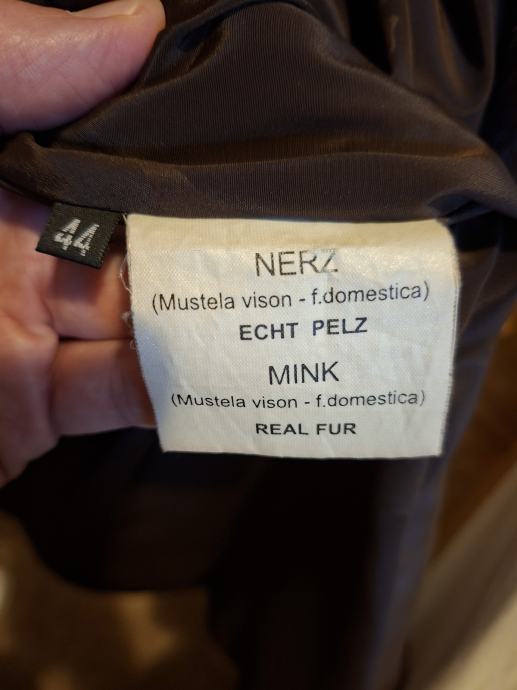 44
NERZ
(Mustela vison - f.domestica)
ECHT PELZ
MINK
(Mustela vison - f.domestica)
REAL FUR